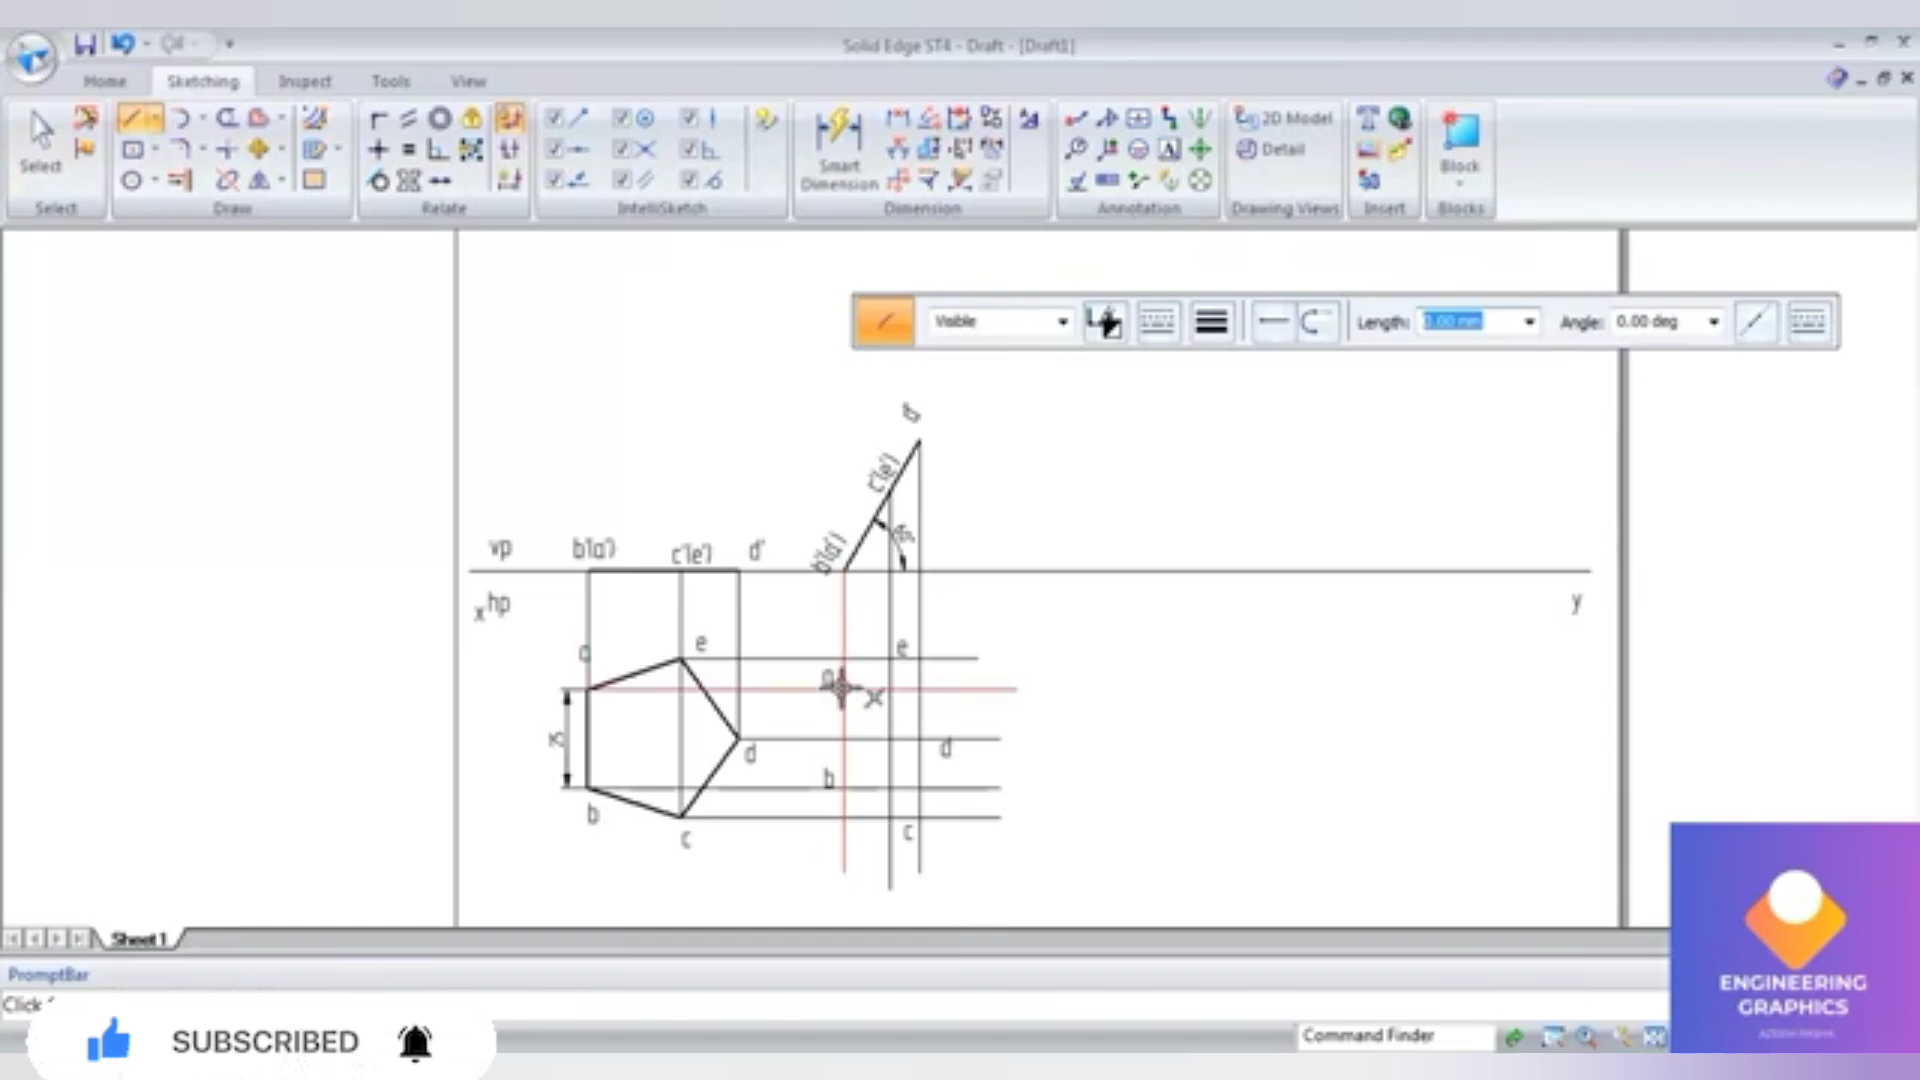 Solid Edge ST4 - Draft - [Draft1]
Home Sketching Inspect Tools View
2D Model
Detail
Select
Smart
Dimension
Block
Select Draw Relate IntelliSketch Dimension Annotation Drawing Views Insert Blocks
Visible Length: Angle: 0.00 deg
d'
c'(e')
b'(a')
vp b'(a') c'(e') d'
x hp y
a e e
a
25
d d
b
b c
c
Sheet1
PromptBar
Click
SUBSCRIBED
Command Finder
ENGINEERING
GRAPHICS